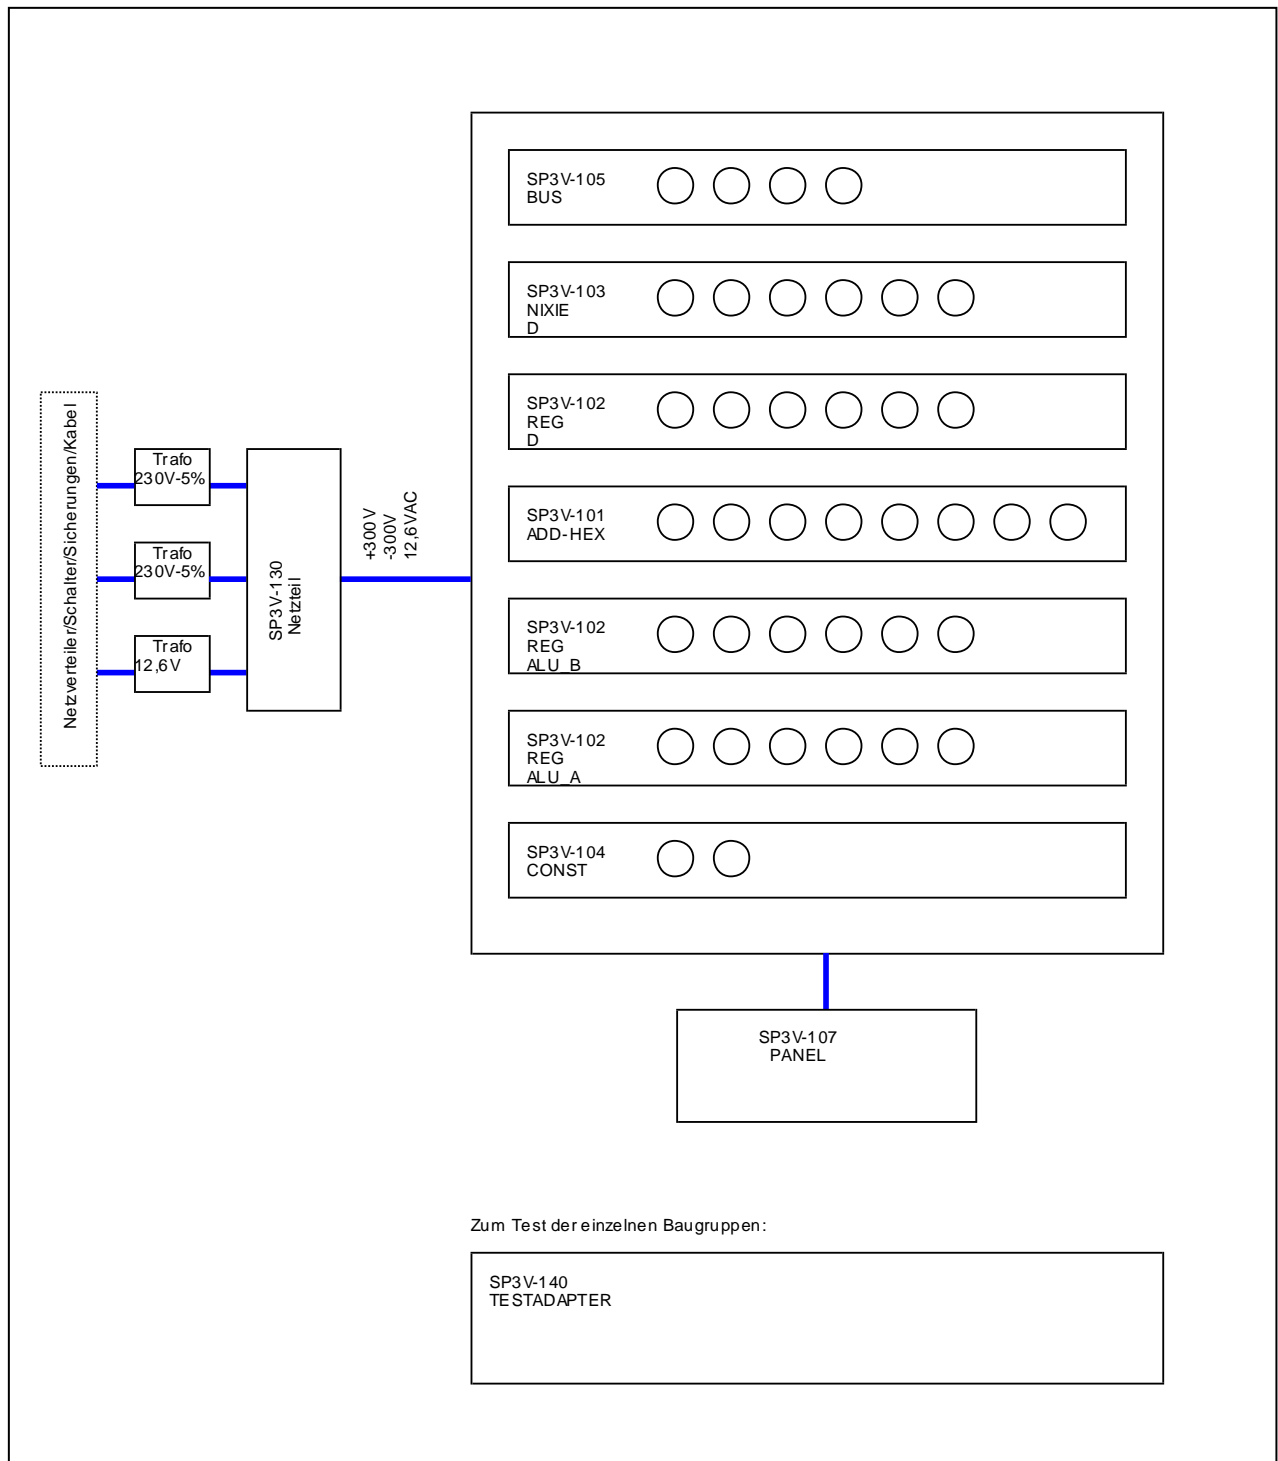 SP3V-105
BUS
SP3V-103
NIXIE
D
SP3V-102
REG
D
SP3V-101
ADD-HEX
SP3V-102
REG
ALU_B
SP3V-102
REG
ALU_A
SP3V-104
CONST
Netzverteiler/Schalter/Sicherungen/Kabel
Trafo
230V-5%
Trafo
230V-5%
Trafo
12,6V
SP3V-130
Netzteil
+300V
-300V
12,6VAC
SP3V-107
PANEL
Zum Test der einzelnen Baugruppen:
SP3V-140
TESTADAPTER